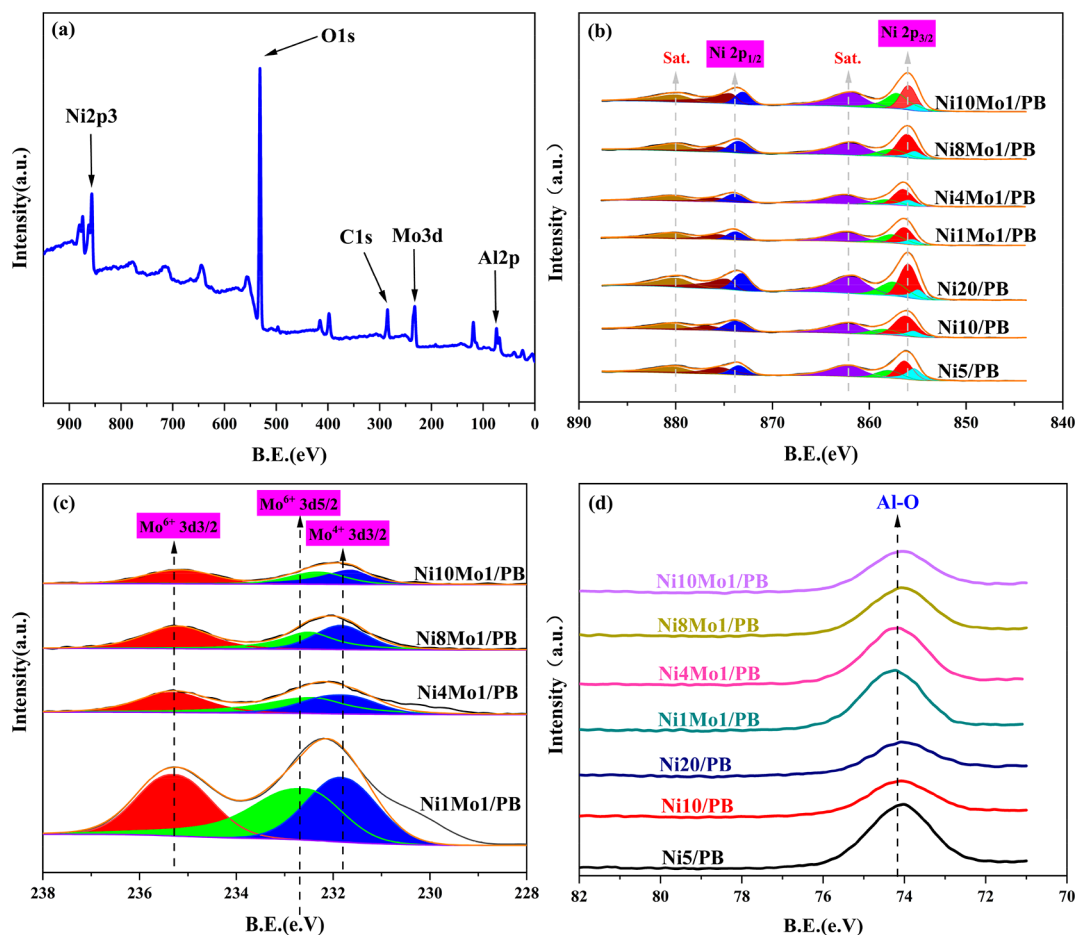 (a)
O1s
Ni2p3
C1s
Mo3d
Al2p
Intensity(a.u.)
950 900 800 700 600 500 400 300 200 100 0
B.E.(eV)
(b)
Sat.
Ni 2p1/2
Sat.
Ni 2p3/2
Ni10Mo1/PB
Ni8Mo1/PB
Ni4Mo1/PB
Ni1Mo1/PB
Ni20/PB
Ni10/PB
Ni5/PB
Intensity（a.u.）
890 880 870 860 850 840
B.E.(eV)
(c)
Mo6+ 3d3/2
Mo6+ 3d5/2
Mo4+ 3d3/2
Ni10Mo1/PB
Ni8Mo1/PB
Ni4Mo1/PB
Ni1Mo1/PB
Intensity(a.u.)
238 236 234 232 230 228
B.E.(e.V)
(d)
Al-O
Ni10Mo1/PB
Ni8Mo1/PB
Ni4Mo1/PB
Ni1Mo1/PB
Ni20/PB
Ni10/PB
Ni5/PB
Intensity（a.u.）
82 80 78 76 74 72 70
B.E.(e.V)